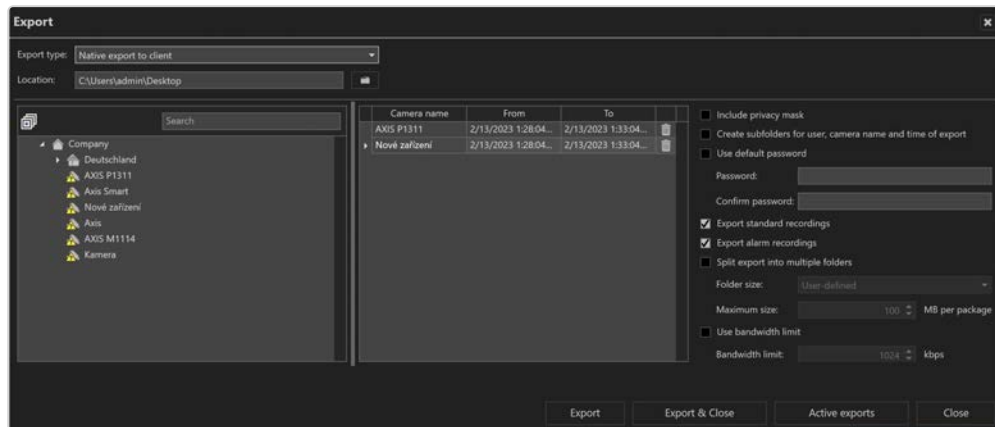 Export
Export type: Native export to client
Location: C:\Users\admin\Desktop
Search
Company
Deutschland
AXIS P1311
Axis Smart
Nové zařízení
Axis
AXIS M1114
Kamera
Camera name From To
AXIS P1311 2/13/2023 1:28:04... 2/13/2023 1:33:04...
Nové zařízení 2/13/2023 1:28:04... 2/13/2023 1:33:04...
Include privacy mask
Create subfolders for user, camera name and time of export
Use default password
Password:
Confirm password:
Export standard recordings
Export alarm recordings
Split export into multiple folders
Folder size: User-defined
Maximum size: 100 MB per package
Use bandwidth limit
Bandwidth limit: 1024 kbps
Export Export & Close Active exports Close